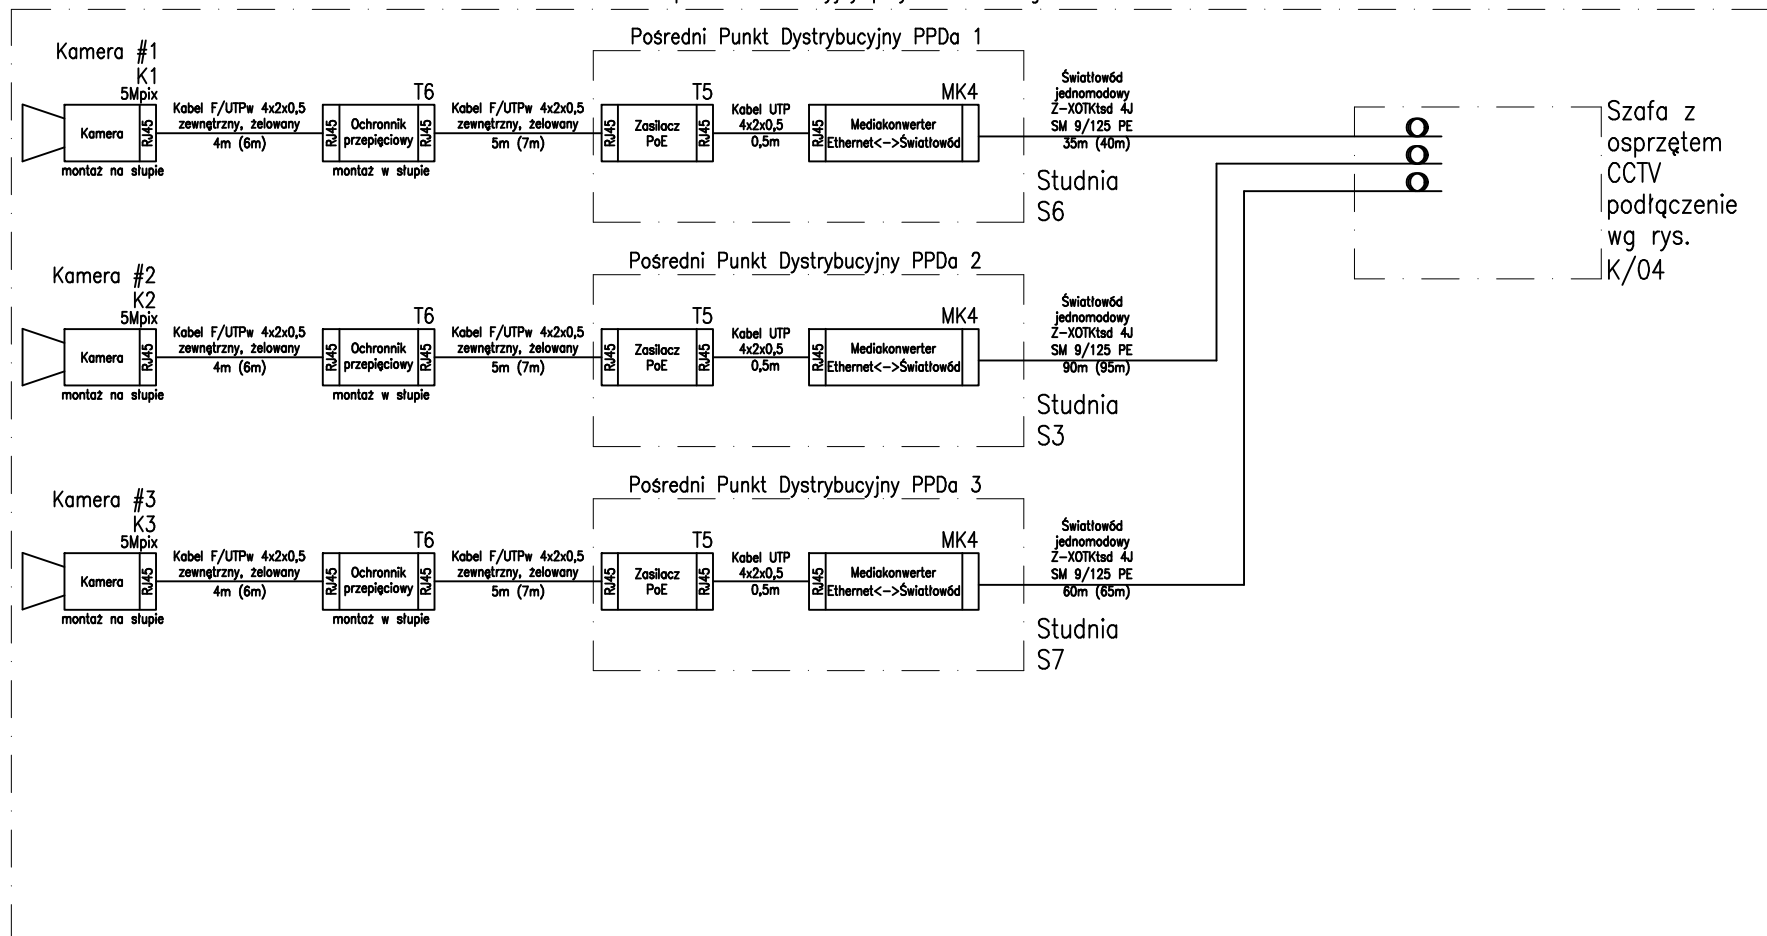 Pośredni Punkt Dystrybucyjny PPDa 1
Kamera #1
K1
5Mpix
Kamera
RJ45
montaż na słupie
Kabel F/UTPw 4x2x0,5
zewnętrzny, żelowany
4m (6m)
T6
RJ45
Ochronnik
przepięciowy
RJ45
montaż w słupie
Kabel F/UTPw 4x2x0,5
zewnętrzny, żelowany
5m (7m)
T5
RJ45
Zasilacz
PoE
RJ45
Kabel UTP
4x2x0,5
0,5m
MK4
RJ45
Mediakonwerter
Ethernet<->Światłowód
Światłowód
jednomodowy
Z-XOTKtsd 4J
SM 9/125 PE
35m (40m)
Studnia
S6
Szafa z
osprzętem
CCTV
podłączenie
wg rys.
K/04
Pośredni Punkt Dystrybucyjny PPDa 2
Kamera #2
K2
5Mpix
Kamera
RJ45
montaż na słupie
Kabel F/UTPw 4x2x0,5
zewnętrzny, żelowany
4m (6m)
T6
RJ45
Ochronnik
przepięciowy
RJ45
montaż w słupie
Kabel F/UTPw 4x2x0,5
zewnętrzny, żelowany
5m (7m)
T5
RJ45
Zasilacz
PoE
RJ45
Kabel UTP
4x2x0,5
0,5m
MK4
RJ45
Mediakonwerter
Ethernet<->Światłowód
Światłowód
jednomodowy
Z-XOTKtsd 4J
SM 9/125 PE
90m (95m)
Studnia
S3
Pośredni Punkt Dystrybucyjny PPDa 3
Kamera #3
K3
5Mpix
Kamera
RJ45
montaż na słupie
Kabel F/UTPw 4x2x0,5
zewnętrzny, żelowany
4m (6m)
T6
RJ45
Ochronnik
przepięciowy
RJ45
montaż w słupie
Kabel F/UTPw 4x2x0,5
zewnętrzny, żelowany
5m (7m)
T5
RJ45
Zasilacz
PoE
RJ45
Kabel UTP
4x2x0,5
0,5m
MK4
RJ45
Mediakonwerter
Ethernet<->Światłowód
Światłowód
jednomodowy
Z-XOTKtsd 4J
SM 9/125 PE
60m (65m)
Studnia
S7